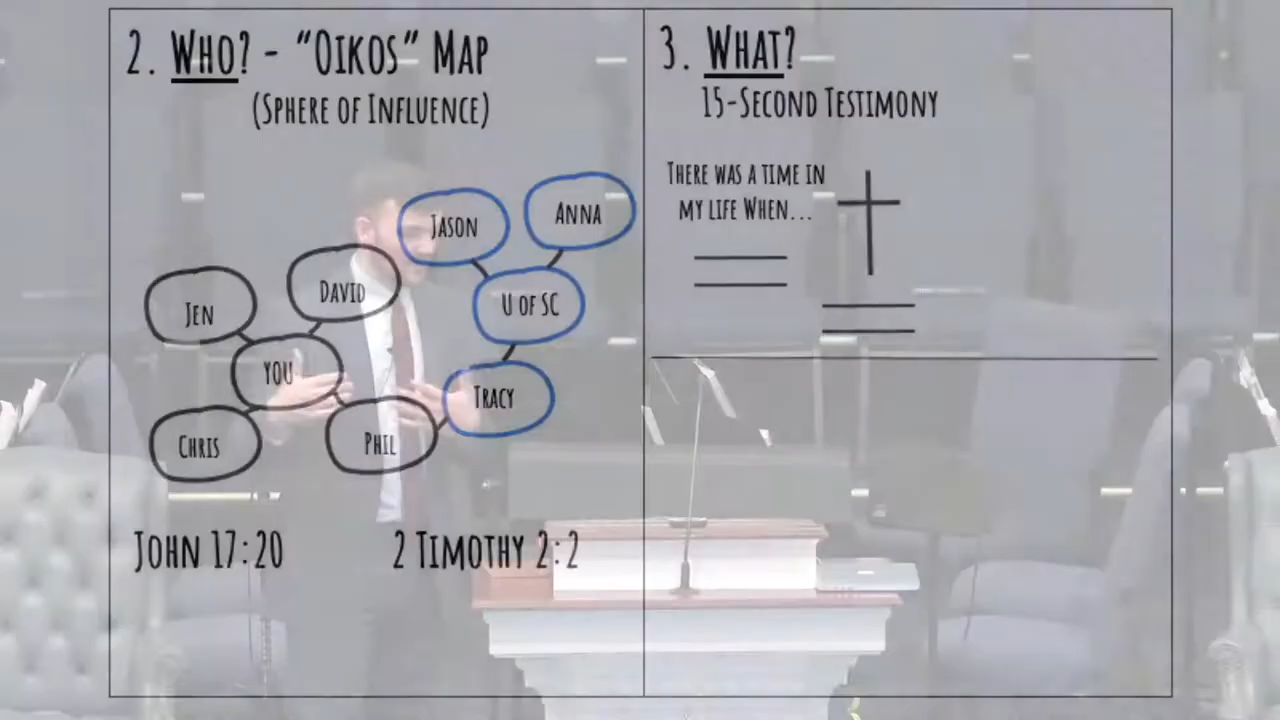 2. Who? - "Oikos" Map
(Sphere of Influence)
Jason
Anna
David
Jen
U of SC
You
Tracy
Chris
Phil
John 17:20
2 Timothy 2:2
3. What?
15-Second Testimony
There was a time in
my life when...